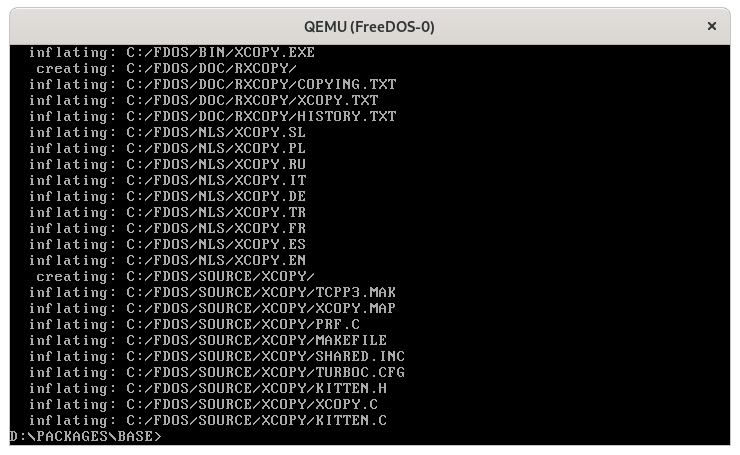 QEMU (FreeDOS-0) ×
inflating: C:/FDOS/BIN/XCOPY.EXE
creating: C:/FDOS/DOC/RXCOPY/
inflating: C:/FDOS/DOC/RXCOPY/COPYING.TXT
inflating: C:/FDOS/DOC/RXCOPY/XCOPY.TXT
inflating: C:/FDOS/DOC/RXCOPY/HISTORY.TXT
inflating: C:/FDOS/NLS/XCOPY.SL
inflating: C:/FDOS/NLS/XCOPY.PL
inflating: C:/FDOS/NLS/XCOPY.RU
inflating: C:/FDOS/NLS/XCOPY.IT
inflating: C:/FDOS/NLS/XCOPY.DE
inflating: C:/FDOS/NLS/XCOPY.TR
inflating: C:/FDOS/NLS/XCOPY.FR
inflating: C:/FDOS/NLS/XCOPY.ES
inflating: C:/FDOS/NLS/XCOPY.EN
creating: C:/FDOS/SOURCE/XCOPY/
inflating: C:/FDOS/SOURCE/XCOPY/TCPP3.MAK
inflating: C:/FDOS/SOURCE/XCOPY/XCOPY.MAP
inflating: C:/FDOS/SOURCE/XCOPY/PRF.C
inflating: C:/FDOS/SOURCE/XCOPY/MAKEFILE
inflating: C:/FDOS/SOURCE/XCOPY/SHARED.INC
inflating: C:/FDOS/SOURCE/XCOPY/TURBOC.CFG
inflating: C:/FDOS/SOURCE/XCOPY/KITTEN.H
inflating: C:/FDOS/SOURCE/XCOPY/XCOPY.C
inflating: C:/FDOS/SOURCE/XCOPY/KITTEN.C
D:\PACKAGES\BASE>